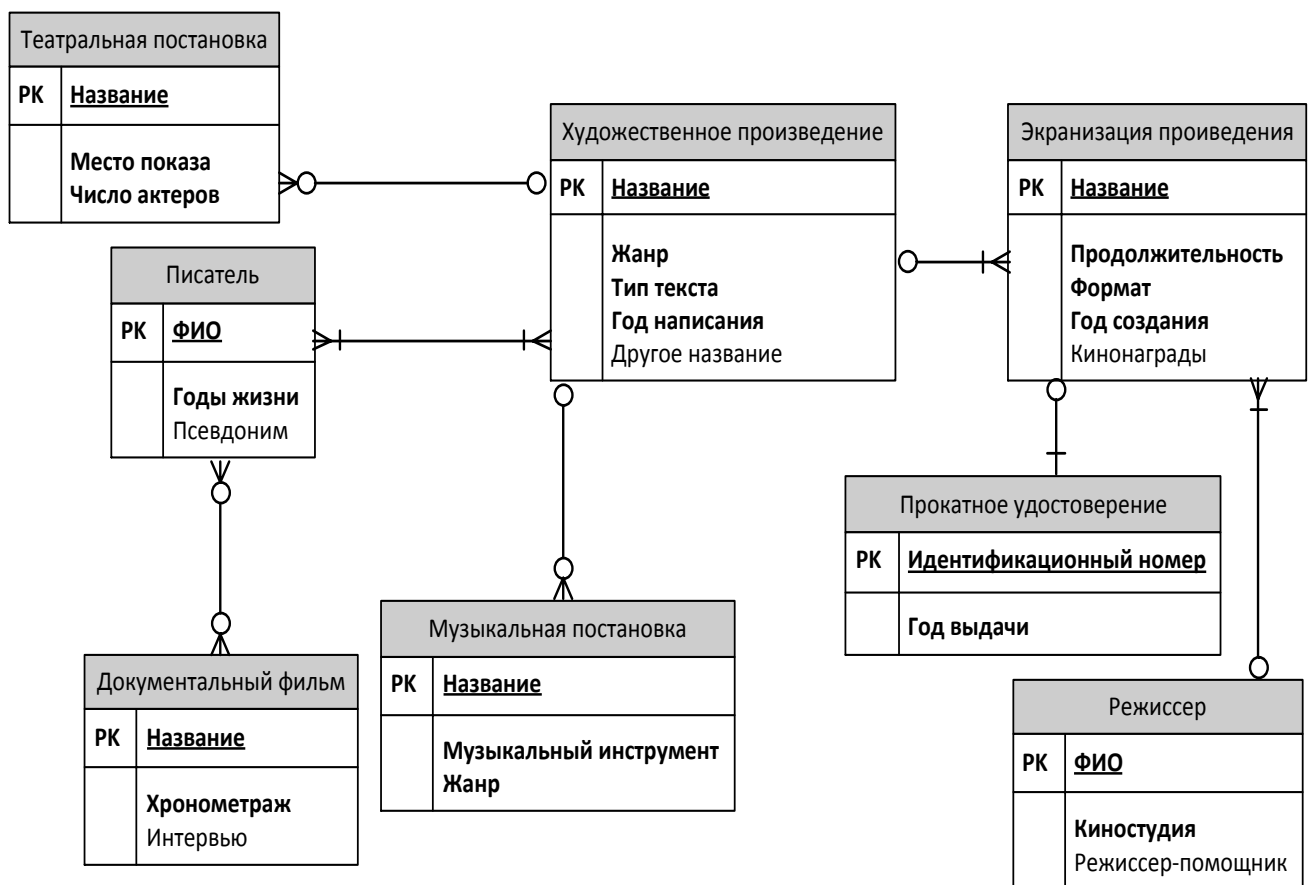 Театральная постановка
PK Название
Место показа
Число актеров
Художественное произведение
PK Название
Жанр
Тип текста
Год написания
Другое название
Экранизация проиведения
PK Название
Продолжительность
Формат
Год создания
Кинонаграды
Писатель
PK ФИО
Годы жизни
Псевдоним
Прокатное удостоверение
PK Идентификационный номер
Год выдачи
Музыкальная постановка
PK Название
Музыкальный инструмент
Жанр
Документальный фильм
PK Название
Хронометраж
Интервью
Режиссер
PK ФИО
Киностудия
Режиссер-помощник